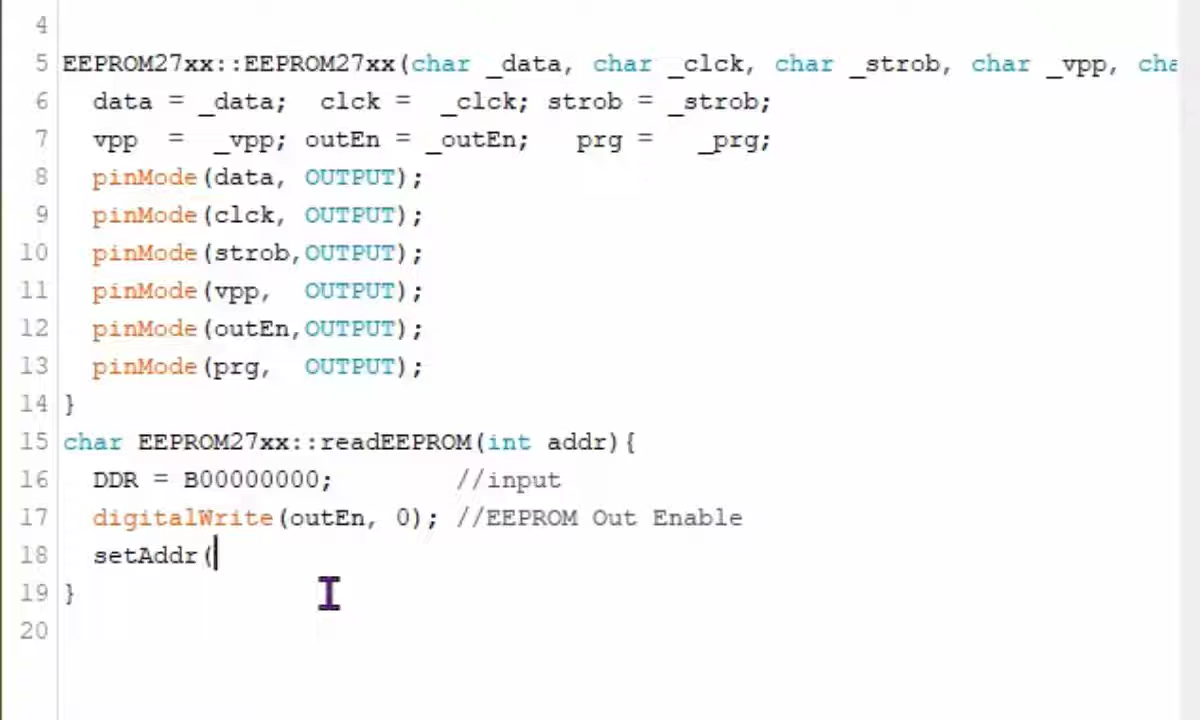 4
5 EEPROM27xx::EEPROM27xx(char _data, char _clck, char _strob, char _vpp, cha
6   data = _data;  clck =  _clck; strob = _strob;
7   vpp  =  _vpp; outEn = _outEn;   prg =   _prg;
8   pinMode(data, OUTPUT);
9   pinMode(clck, OUTPUT);
10   pinMode(strob,OUTPUT);
11   pinMode(vpp,  OUTPUT);
12   pinMode(outEn,OUTPUT);
13   pinMode(prg,  OUTPUT);
14 }
15 char EEPROM27xx::readEEPROM(int addr){
16   DDR = B00000000;        //input
17   digitalWrite(outEn, 0); //EEPROM Out Enable
18   setAddr(
19 }
20